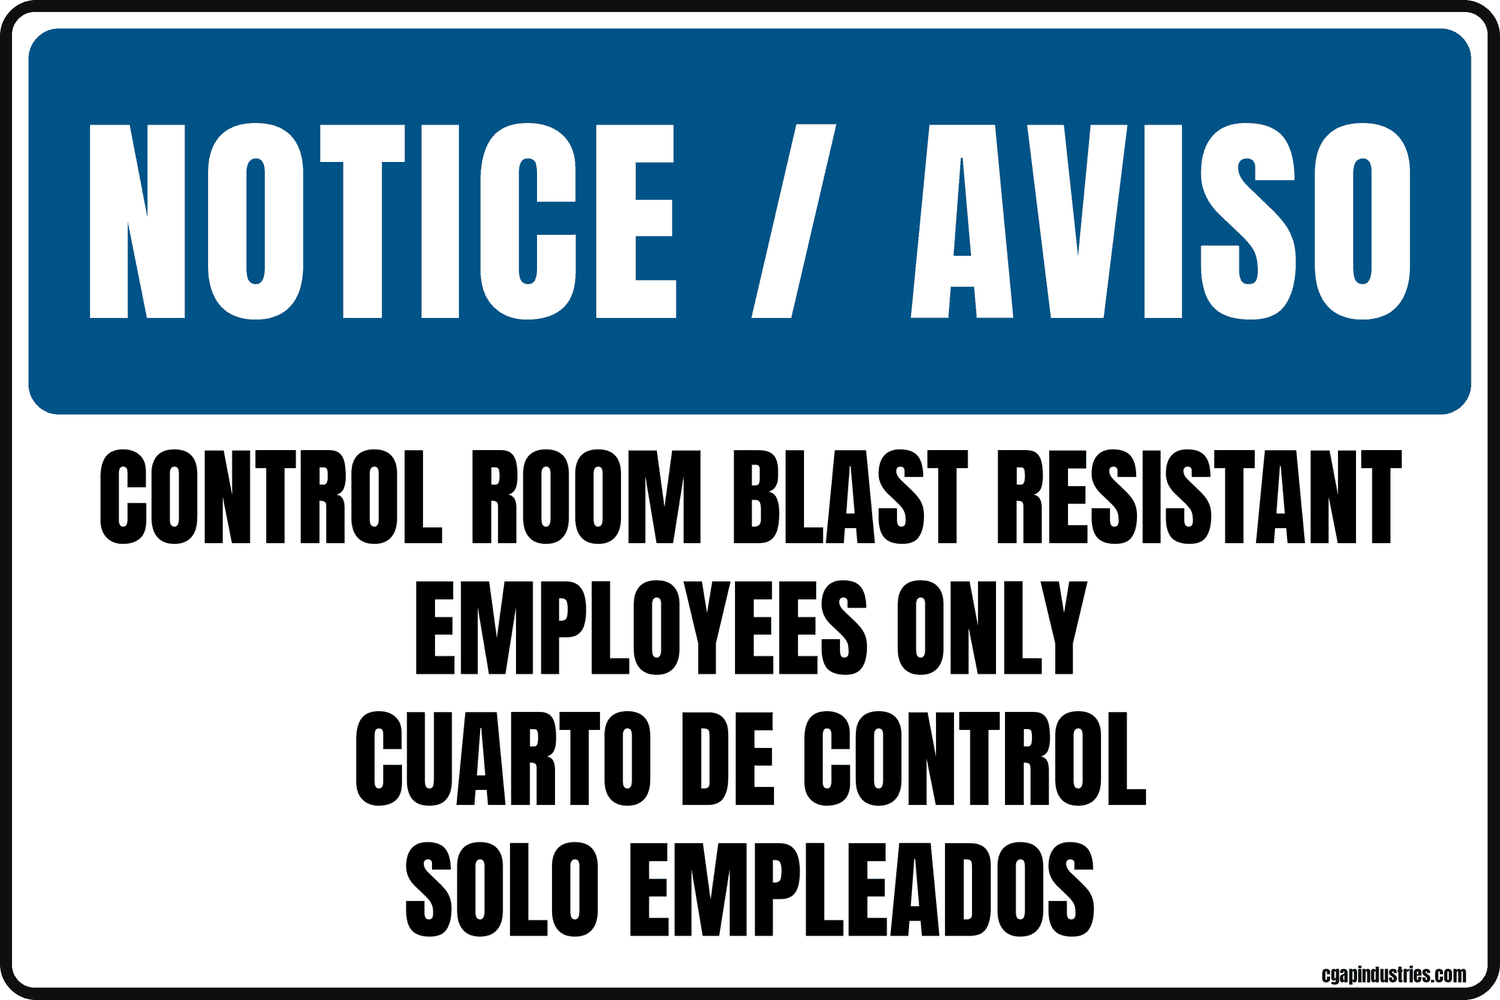 NOTICE / AVISO
CONTROL ROOM BLAST RESISTANT
EMPLOYEES ONLY
CUARTO DE CONTROL
SOLO EMPLEADOS
cgapindustries.com